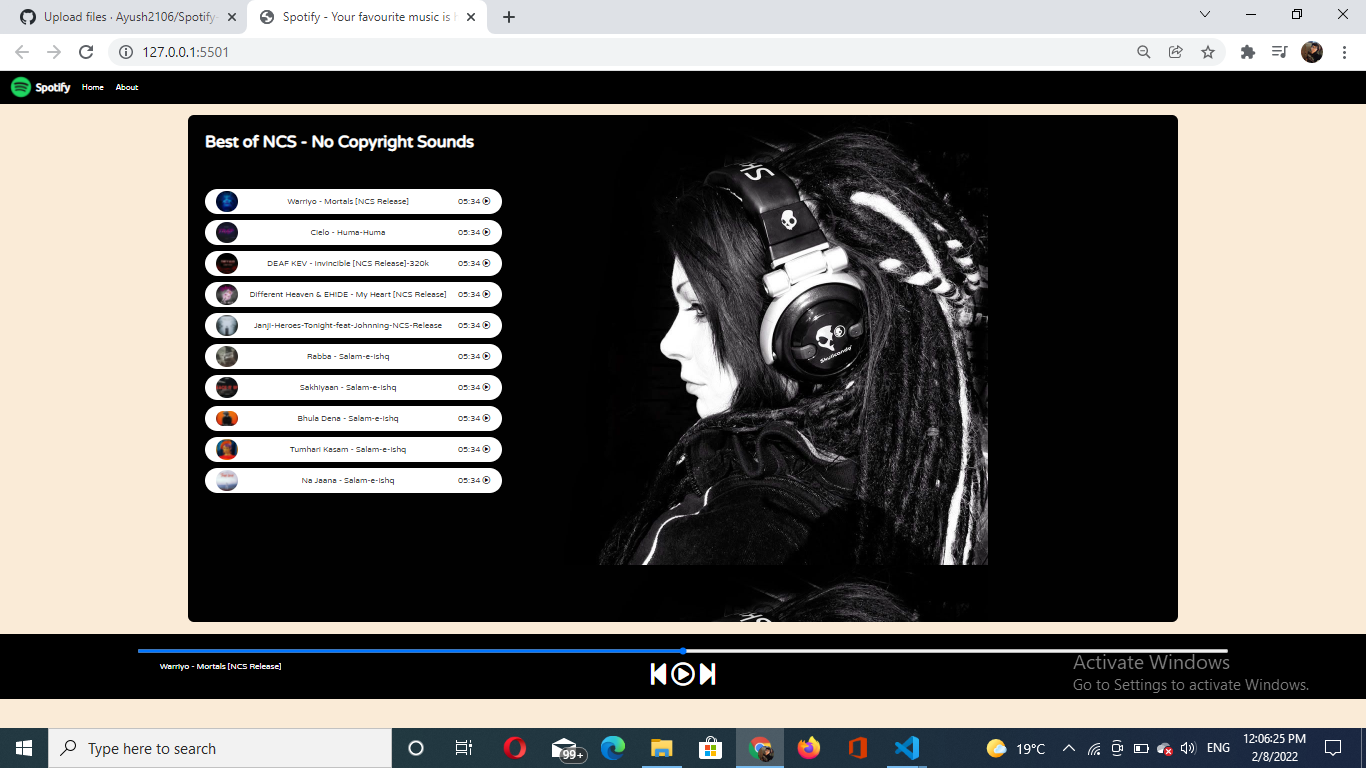 Upload files · Ayush2106/Spotify-
Spotify - Your favourite music is h
127.0.0.1:5501
Spotify Home About
Best of NCS - No Copyright Sounds
Warriyo - Mortals [NCS Release] 05:34
Cielo - Huma-Huma 05:34
DEAF KEV - Invincible [NCS Release]-320k 05:34
Different Heaven & EHIDE - My Heart [NCS Release] 05:34
Janji-Heroes-Tonight-feat-Johnning-NCS-Release 05:34
Rabba - Salam-e-ishq 05:34
Sakhiyaan - Salam-e-ishq 05:34
Bhula Dena - Salam-e-ishq 05:34
Tumhari Kasam - Salam-e-ishq 05:34
Na Jaana - Salam-e-ishq 05:34
SK
Skullcandy
HS
Warriyo - Mortals [NCS Release]
Activate Windows
Go to Settings to activate Windows.
Type here to search
99+
19°C
ENG
12:06:25 PM
2/8/2022